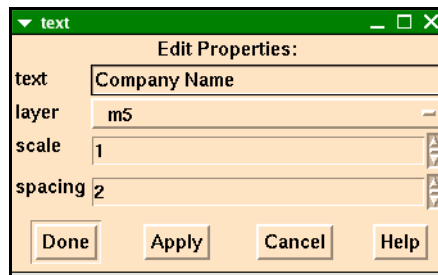 text
Edit Properties:
text Company Name
layer m5
scale 1
spacing 2
Done Apply Cancel Help